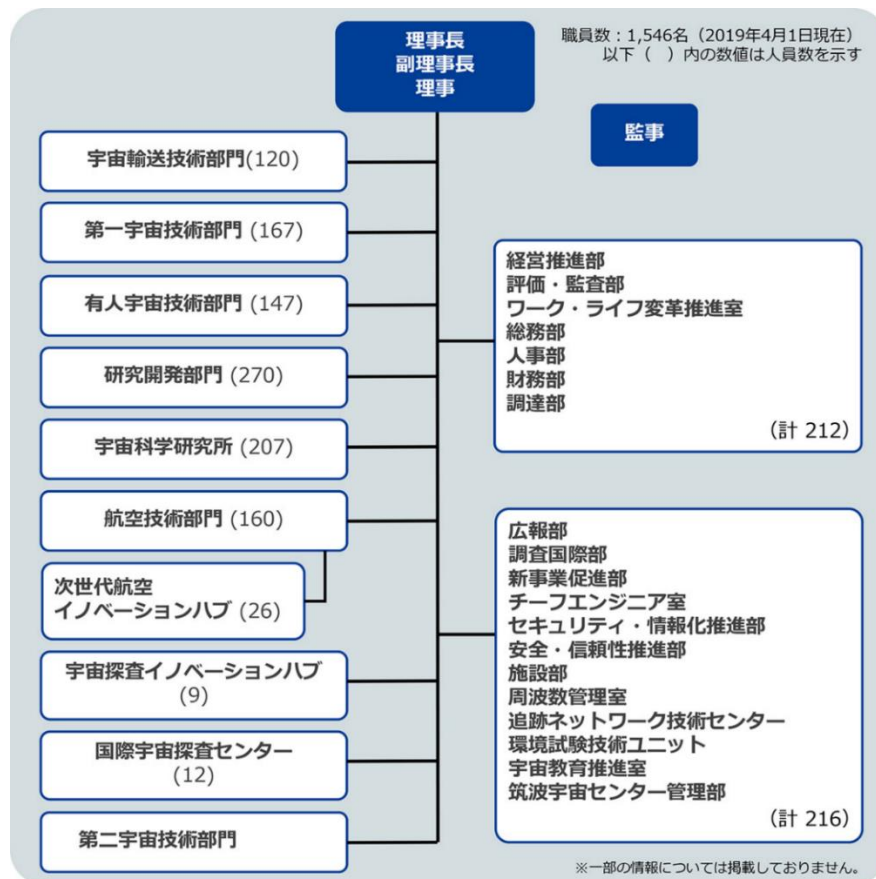 理事長
副理事長
理事
職員数：1,546名（2019年4月1日現在）
以下（　）内の数値は人員数を示す
監事
宇宙輸送技術部門(120)
第一宇宙技術部門 (167)
有人宇宙技術部門 (147)
研究開発部門 (270)
宇宙科学研究所 (207)
航空技術部門 (160)
次世代航空
イノベーションハブ (26)
宇宙探査イノベーションハブ
(9)
国際宇宙探査センター
(12)
第二宇宙技術部門
経営推進部
評価・監査部
ワーク・ライフ変革推進室
総務部
人事部
財務部
調達部
（計 212）
広報部
調査国際部
新事業促進部
チーフエンジニア室
セキュリティ・情報化推進部
安全・信頼性推進部
施設部
周波数管理室
追跡ネットワーク技術センター
環境試験技術ユニット
宇宙教育推進室
筑波宇宙センター管理部
（計 216）
※一部の情報については掲載しておりません。